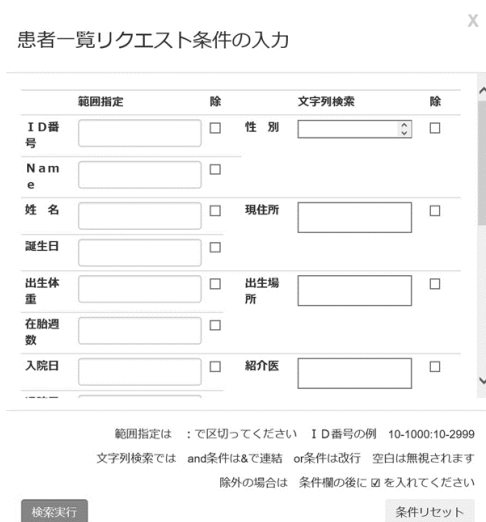 X
患者一覧リクエスト条件の入力
範囲指定 除 文字列検索 除
ID番 性 別
号
Nam
e
姓 名 現住所
誕生日
出生体 出生場
重 所
在胎週
数
入院日 紹介医
範囲指定は :で区切ってください ID番号の例 10-1000:10-2999
文字列検索では and条件は&で連結 or条件は改行 空白は無視されます
除外の場合は 条件欄の後に ☑ を入れてください
検索実行 条件リセット